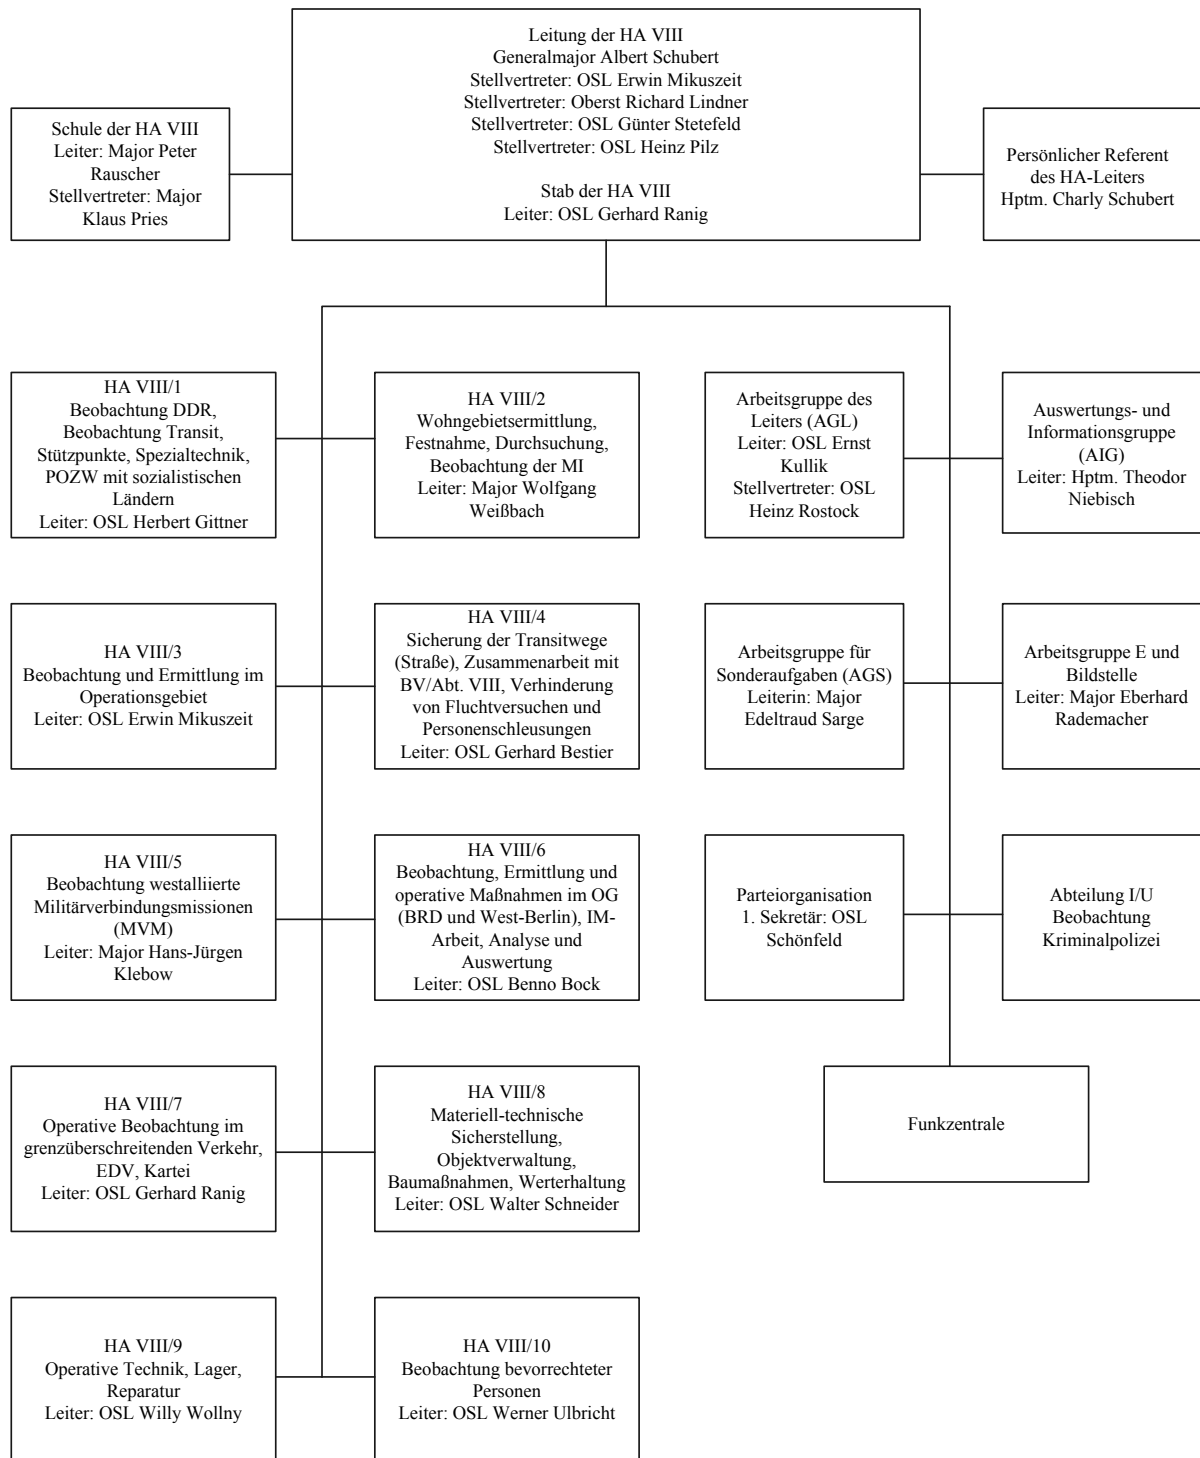 Leitung der HA VIII
Generalmajor Albert Schubert
Stellvertreter: OSL Erwin Mikuszeit
Stellvertreter: Oberst Richard Lindner
Stellvertreter: OSL Günter Stetefeld
Stellvertreter: OSL Heinz Pilz
Stab der HA VIII
Leiter: OSL Gerhard Ranig
Schule der HA VIII
Leiter: Major Peter
Rauscher
Stellvertreter: Major
Klaus Pries
Persönlicher Referent
des HA-Leiters
Hptm. Charly Schubert
HA VIII/1
Beobachtung DDR,
Beobachtung Transit,
Stützpunkte, Spezialtechnik,
POZW mit sozialistischen
Ländern
Leiter: OSL Herbert Gittner
HA VIII/2
Wohngebietsermittlung,
Festnahme, Durchsuchung,
Beobachtung der MI
Leiter: Major Wolfgang
Weißbach
Arbeitsgruppe des
Leiters (AGL)
Leiter: OSL Ernst
Kullik
Stellvertreter: OSL
Heinz Rostock
Auswertungs- und
Informationsgruppe
(AIG)
Leiter: Hptm. Theodor
Niebisch
HA VIII/3
Beobachtung und Ermittlung im
Operationsgebiet
Leiter: OSL Erwin Mikuszeit
HA VIII/4
Sicherung der Transitwege
(Straße), Zusammenarbeit mit
BV/Abt. VIII, Verhinderung
von Fluchtversuchen und
Personenschleusungen
Leiter: OSL Gerhard Bestier
Arbeitsgruppe für
Sonderaufgaben (AGS)
Leiterin: Major
Edeltraud Sarge
Arbeitsgruppe E und
Bildstelle
Leiter: Major Eberhard
Rademacher
HA VIII/5
Beobachtung westalliierte
Militärverbindungsmissionen
(MVM)
Leiter: Major Hans-Jürgen
Klebow
HA VIII/6
Beobachtung, Ermittlung und
operative Maßnahmen im OG
(BRD und West-Berlin), IM-
Arbeit, Analyse und
Auswertung
Leiter: OSL Benno Bock
Parteiorganisation
1. Sekretär: OSL
Schönfeld
Abteilung I/U
Beobachtung
Kriminalpolizei
HA VIII/7
Operative Beobachtung im
grenzüberschreitenden Verkehr,
EDV, Kartei
Leiter: OSL Gerhard Ranig
HA VIII/8
Materiell-technische
Sicherstellung,
Objektverwaltung,
Baumaßnahmen, Werterhaltung
Leiter: OSL Walter Schneider
Funkzentrale
HA VIII/9
Operative Technik, Lager,
Reparatur
Leiter: OSL Willy Wollny
HA VIII/10
Beobachtung bevorrechteter
Personen
Leiter: OSL Werner Ulbricht